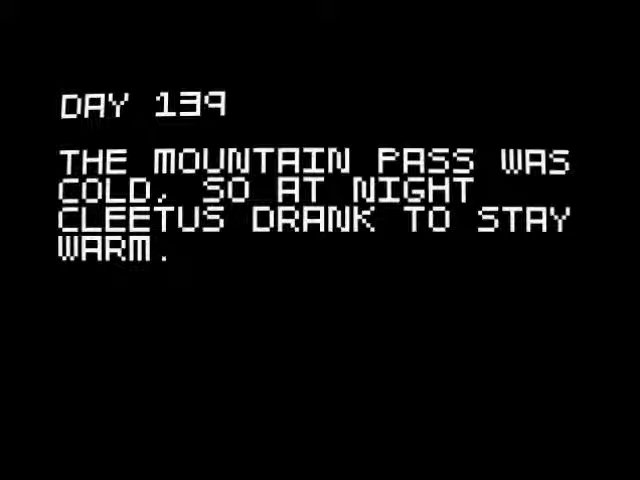 DAY 139
THE MOUNTAIN PASS WAS
COLD, SO AT NIGHT
CLEETUS DRANK TO STAY
WARM.